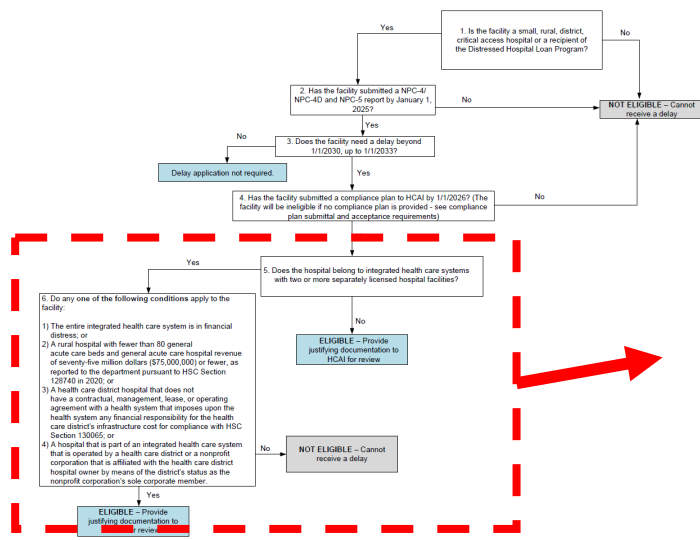 1. Is the facility a small, rural, district,
critical access hospital or a recipient of
the Distressed Hospital Loan Program?
Yes
No
2. Has the facility submitted a NPC-4/
NPC-4D and NPC-5 report by January 1,
2025?
No
NOT ELIGIBLE – Cannot
receive a delay
Yes
3. Does the facility need a delay beyond
1/1/2030, up to 1/1/2033?
No
Delay application not required.
Yes
4. Has the facility submitted a compliance plan to HCAI by 1/1/2026? (The
facility will be ineligible if no compliance plan is provided - see compliance
plan submittal and acceptance requirements)
No
5. Does the hospital belong to integrated health care systems
with two or more separately licensed hospital facilities?
Yes
No
ELIGIBLE – Provide
justifying documentation to
HCAI for review
6. Do any one of the following conditions apply to the
facility:
1) The entire integrated health care system is in financial
distress; or
2) A rural hospital with fewer than 80 general
acute care beds and general acute care hospital revenue
of seventy-five million dollars ($75,000,000) or fewer, as
reported to the department pursuant to HSC Section
128740 in 2020; or
3) A health care district hospital that does not
have a contractual, management, lease, or operating
agreement with a health system that imposes upon the
health system any financial responsibility for the health
care district's infrastructure cost for compliance with HSC
Section 130065; or
4) A hospital that is part of an integrated health care system
that is operated by a health care district or a nonprofit
corporation that is affiliated with the health care district
hospital owner by means of the district's status as the
nonprofit corporation's sole corporate member.
No
NOT ELIGIBLE – Cannot
receive a delay
Yes
ELIGIBLE – Provide
justifying documentation to
review